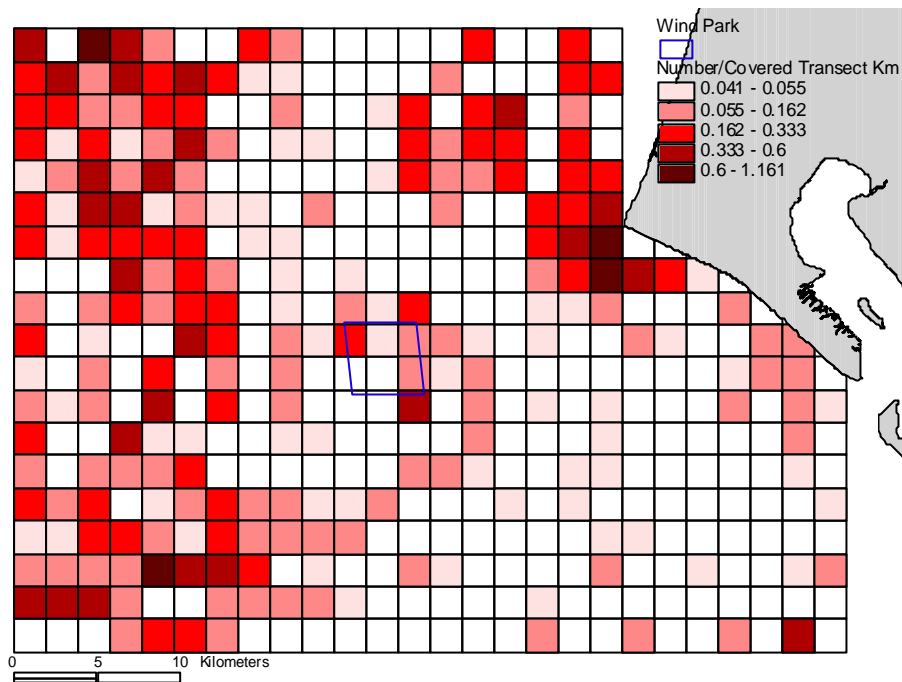 Wind Park
Number/Covered Transect Km
0.041 - 0.055
0.055 - 0.162
0.162 - 0.333
0.333 - 0.6
0.6 - 1.161
0 5 10 Kilometers